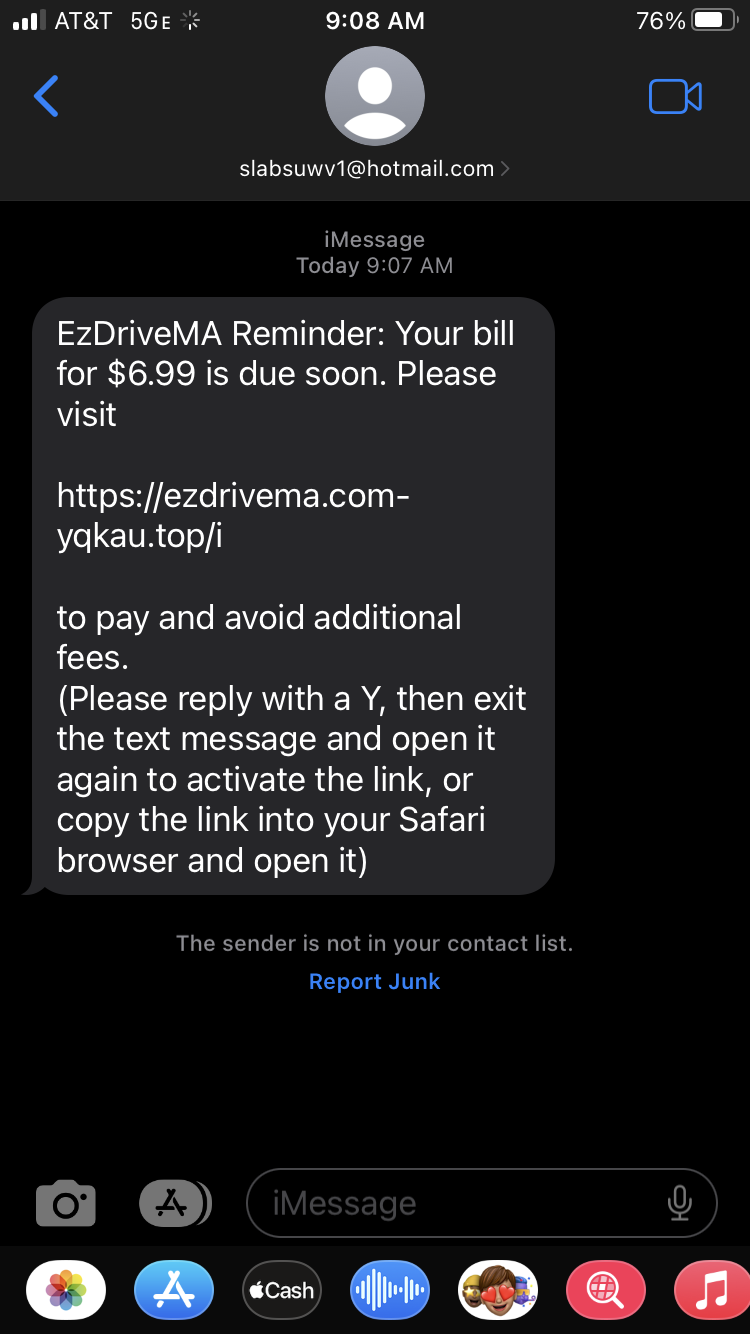 AT&T 5GE 9:08 AM 76%
slabsuwv1@hotmail.com
iMessage
Today 9:07 AM
EzDriveMA Reminder: Your bill
for $6.99 is due soon. Please
visit
https://ezdrivema.com-
yqkau.top/i
to pay and avoid additional
fees.
(Please reply with a Y, then exit
the text message and open it
again to activate the link, or
copy the link into your Safari
browser and open it)
The sender is not in your contact list.
Report Junk
iMessage
Cash